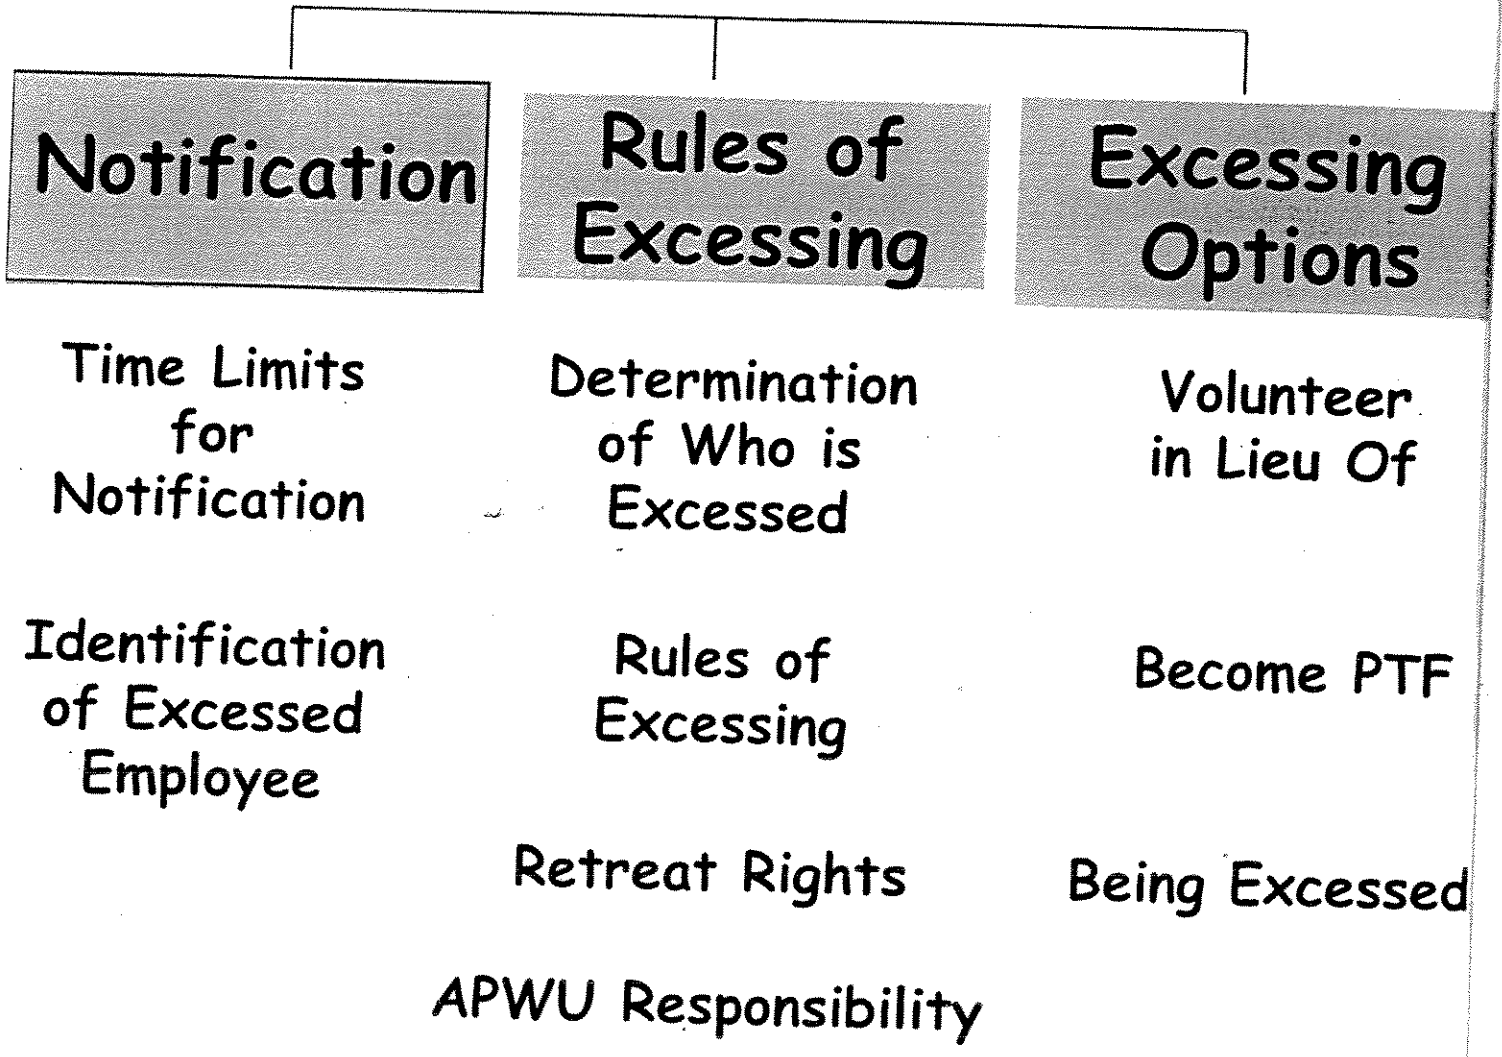 Notification
Time Limits
for
Notification
Identification
of Excessed
Employee
Rules of
Excessing
Determination
of Who is
Excessed
Rules of
Excessing
Retreat Rights
APWU Responsibility
Excessing
Options
Volunteer
in Lieu Of
Become PTF
Being Excessed